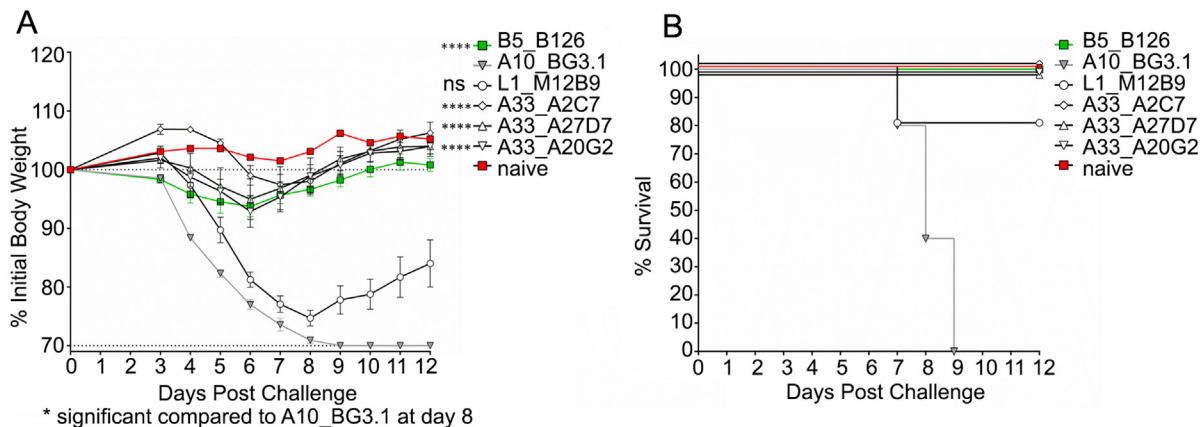 A
120
110
100
90
80
70
% Initial Body Weight
0 1 2 3 4 5 6 7 8 9 10 11 12
Days Post Challenge
* significant compared to A10_BG3.1 at day 8
**** B5_B126
A10_BG3.1
ns L1_M12B9
**** A33_A2C7
**** A33_A27D7
**** A33_A20G2
naive
B
100
90
80
70
60
50
40
30
20
10
0
% Survival
0 1 2 3 4 5 6 7 8 9 10 11 12
Days Post Challenge
B5_B126
A10_BG3.1
L1_M12B9
A33_A2C7
A33_A27D7
A33_A20G2
naive